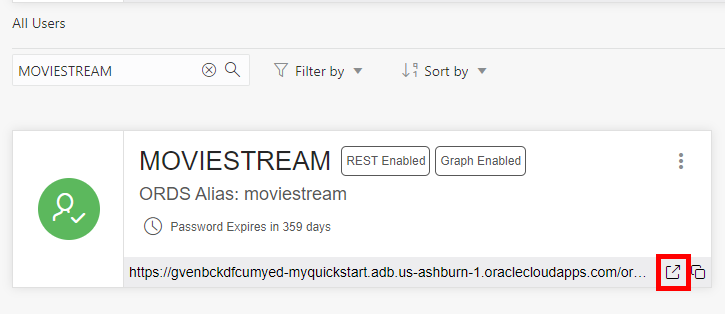 All Users
MOVIESTREAM
Filter by
Sort by
MOVIESTREAM REST Enabled Graph Enabled
ORDS Alias: moviestream
Password Expires in 359 days
https://gvenbckdfcumyed-myquickstart.adb.us-ashburn-1.oraclecloudapps.com/or…